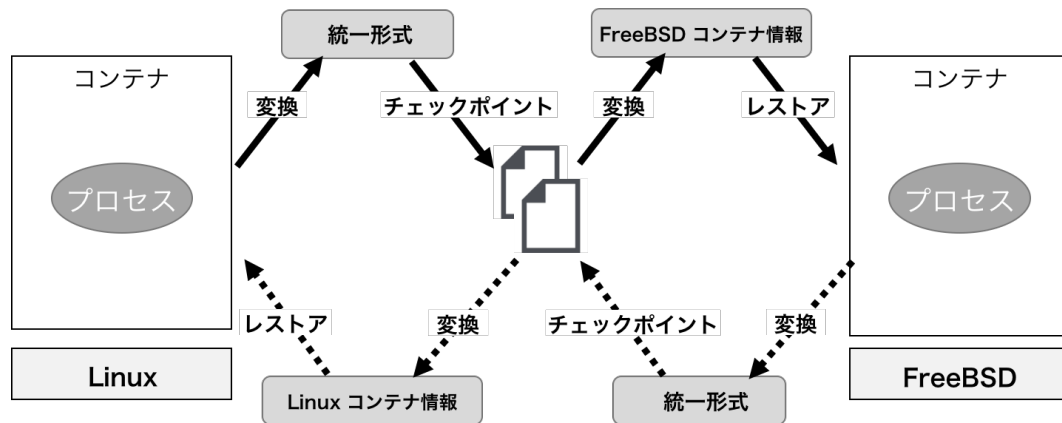 統一形式
FreeBSD コンテナ情報
コンテナ
コンテナ
変換
チェックポイント
変換
レストア
プロセス
プロセス
レストア
変換
チェックポイント
変換
Linux
Linux コンテナ情報
統一形式
FreeBSD